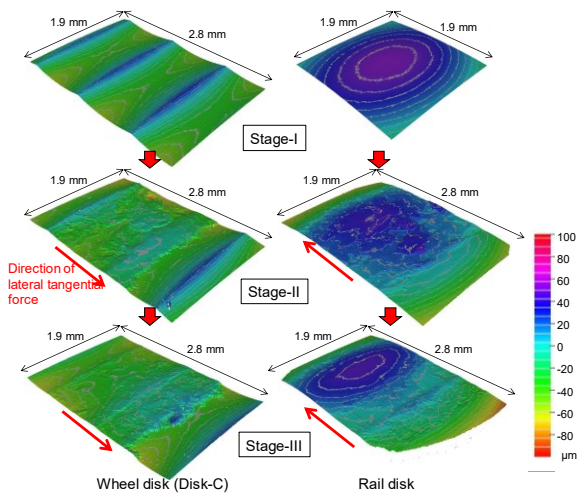 1.9 mm
2.8 mm
1.9 mm
1.9 mm
Stage-I
1.9 mm
2.8 mm
1.9 mm
2.8 mm
Direction of
lateral tangential
force
Stage-II
1.9 mm
2.8 mm
1.9 mm
2.8 mm
Stage-III
Wheel disk (Disk-C)
Rail disk
100
80
60
40
20
0
-20
-40
-60
-80
μm